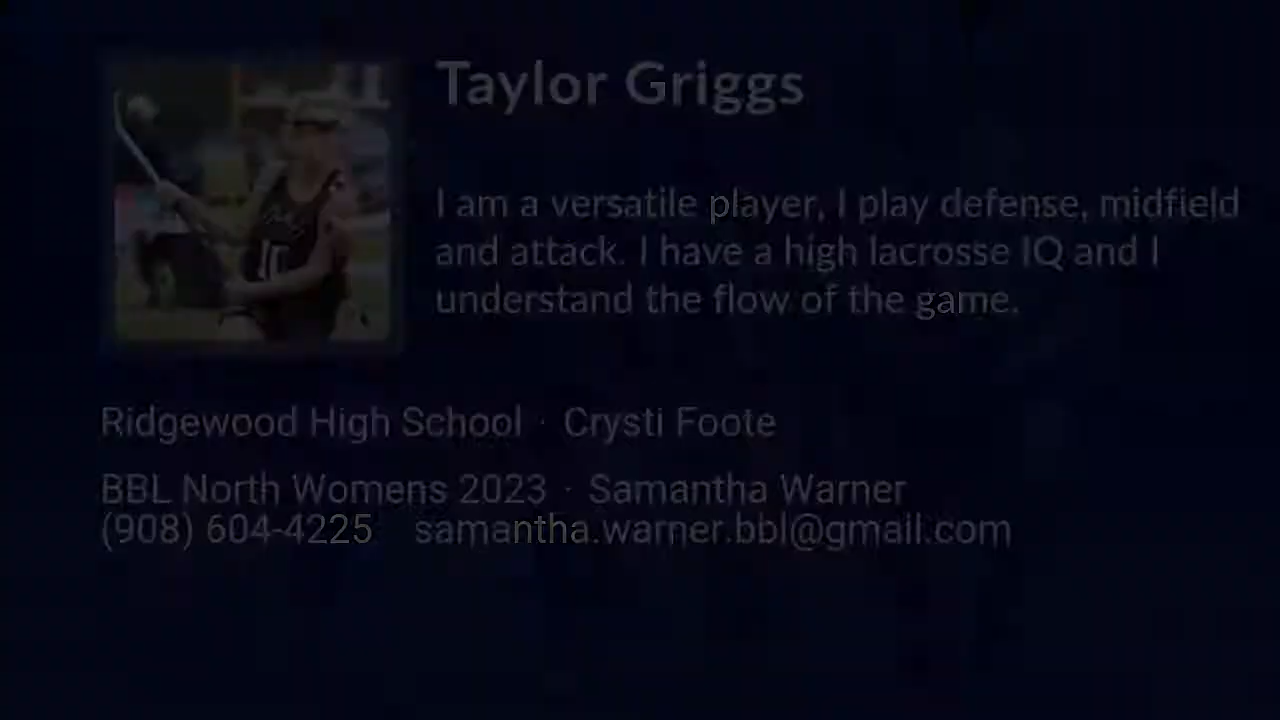 Taylor Griggs
I am a versatile player, I play defense, midfield
and attack. I have a high lacrosse IQ and I
understand the flow of the game.
Ridgewood High School · Crysti Foote
BBL North Womens 2023 · Samantha Warner
(908) 604-4225 samantha.warner.bbl@gmail.com
10